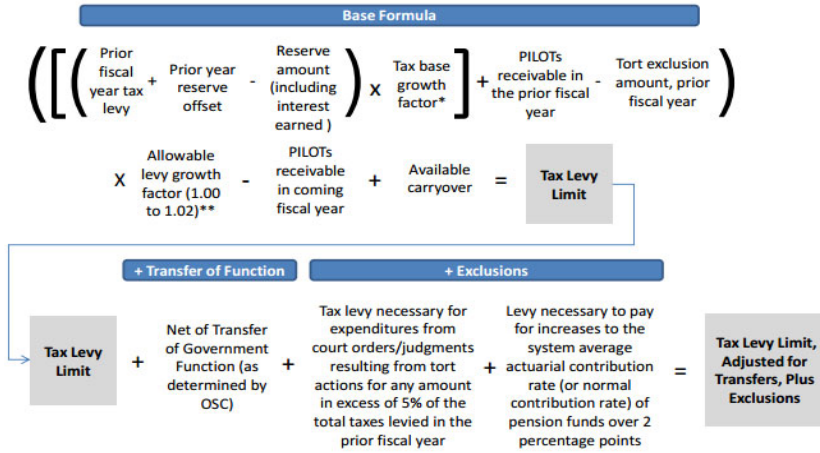 Base Formula
( [ ( Prior fiscal year tax levy + Prior year reserve offset - Reserve amount (including interest earned ) ) X Tax base growth factor* ] + PILOTs receivable in the prior fiscal year - Tort exclusion amount, prior fiscal year )
X Allowable levy growth factor (1.00 to 1.02)** - PILOTs receivable in coming fiscal year + Available carryover = Tax Levy Limit
+ Transfer of Function
+ Exclusions
Tax Levy Limit + Net of Transfer of Government Function (as determined by OSC) + Tax levy necessary for expenditures from court orders/judgments resulting from tort actions for any amount in excess of 5% of the total taxes levied in the prior fiscal year + Levy necessary to pay for increases to the system average actuarial contribution rate (or normal contribution rate) of pension funds over 2 percentage points = Tax Levy Limit, Adjusted for Transfers, Plus Exclusions